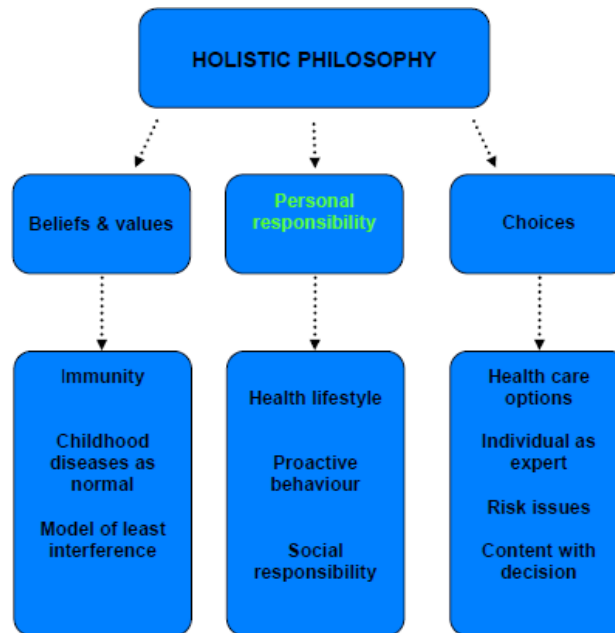 HOLISTIC PHILOSOPHY
Beliefs & values
Personal
responsibility
Choices
Immunity
Childhood
diseases as
normal
Model of least
interference
Health lifestyle
Proactive
behaviour
Social
responsibility
Health care
options
Individual as
expert
Risk issues
Content with
decision